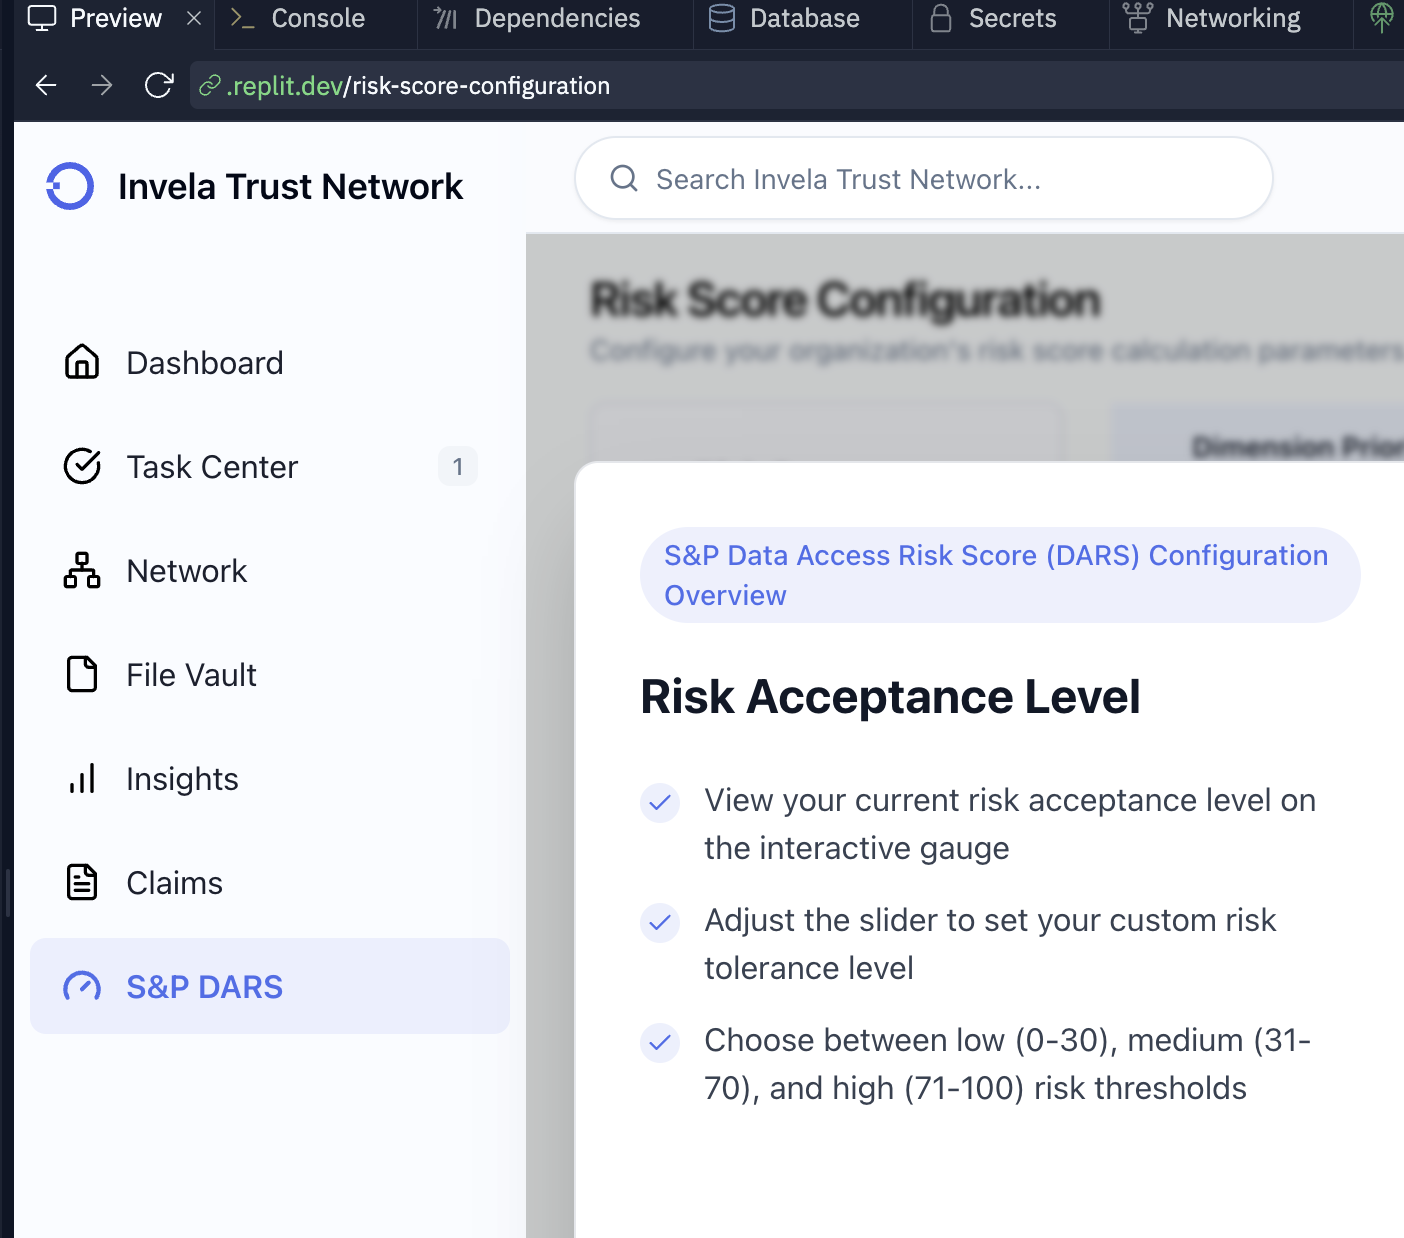 Preview
Console
Dependencies
Database
Secrets
Networking
.replit.dev/risk-score-configuration
Invela Trust Network
Search Invela Trust Network...
Risk Score Configuration
Configure your organization's risk score calculation parameters
Dashboard
Dimension Prior
Task Center
1
S&P Data Access Risk Score (DARS) Configuration
Overview
Network
File Vault
Risk Acceptance Level
Insights
View your current risk acceptance level on
the interactive gauge
Claims
Adjust the slider to set your custom risk
tolerance level
S&P DARS
Choose between low (0-30), medium (31-
70), and high (71-100) risk thresholds